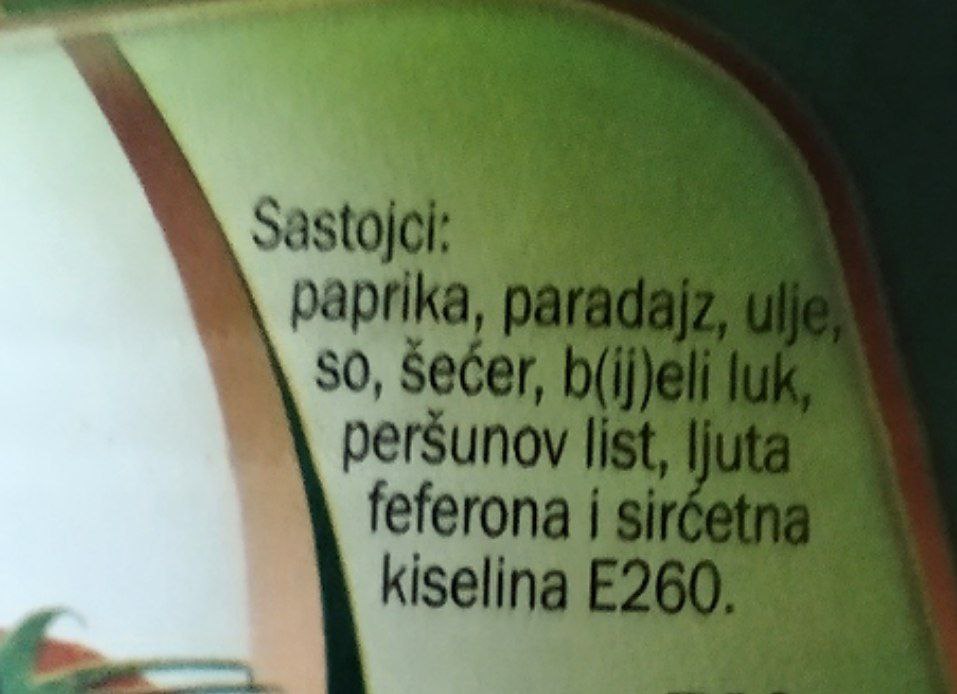 Sastojci:
paprika, paradajz, ulje,
so, šećer, b(ij)eli luk,
peršunov list, ljuta
feferona i sirćetna
kiselina E260.